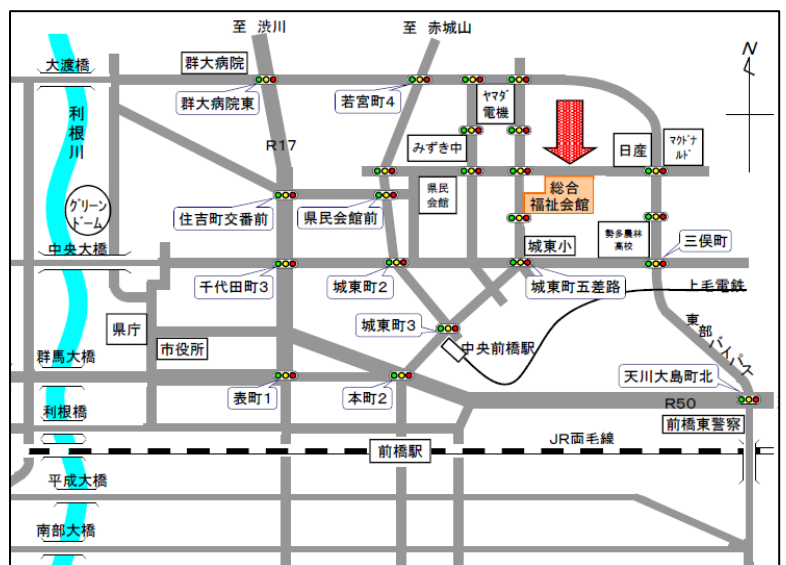 至 渋川
至 赤城山
N
大渡橋
群大病院
群大病院東
若宮町4
ﾔﾏﾀﾞ
電機
利根川
R17
みずき中
日産
ﾏｸﾄﾞﾅ
ﾙﾄﾞ
県民
会館
総合
福祉会館
ｸﾞﾘｰﾝ
ﾄﾞｰﾑ
住吉町交番前
県民会館前
勢多農林
高校
三俣町
中央大橋
城東小
千代田町3
城東町2
城東町五差路
上毛電鉄
県庁
市役所
城東町3
中央前橋駅
東部バイパス
群馬大橋
天川大島町北
表町1
本町2
R50
利根橋
前橋東警察
JR両毛線
前橋駅
平成大橋
南部大橋